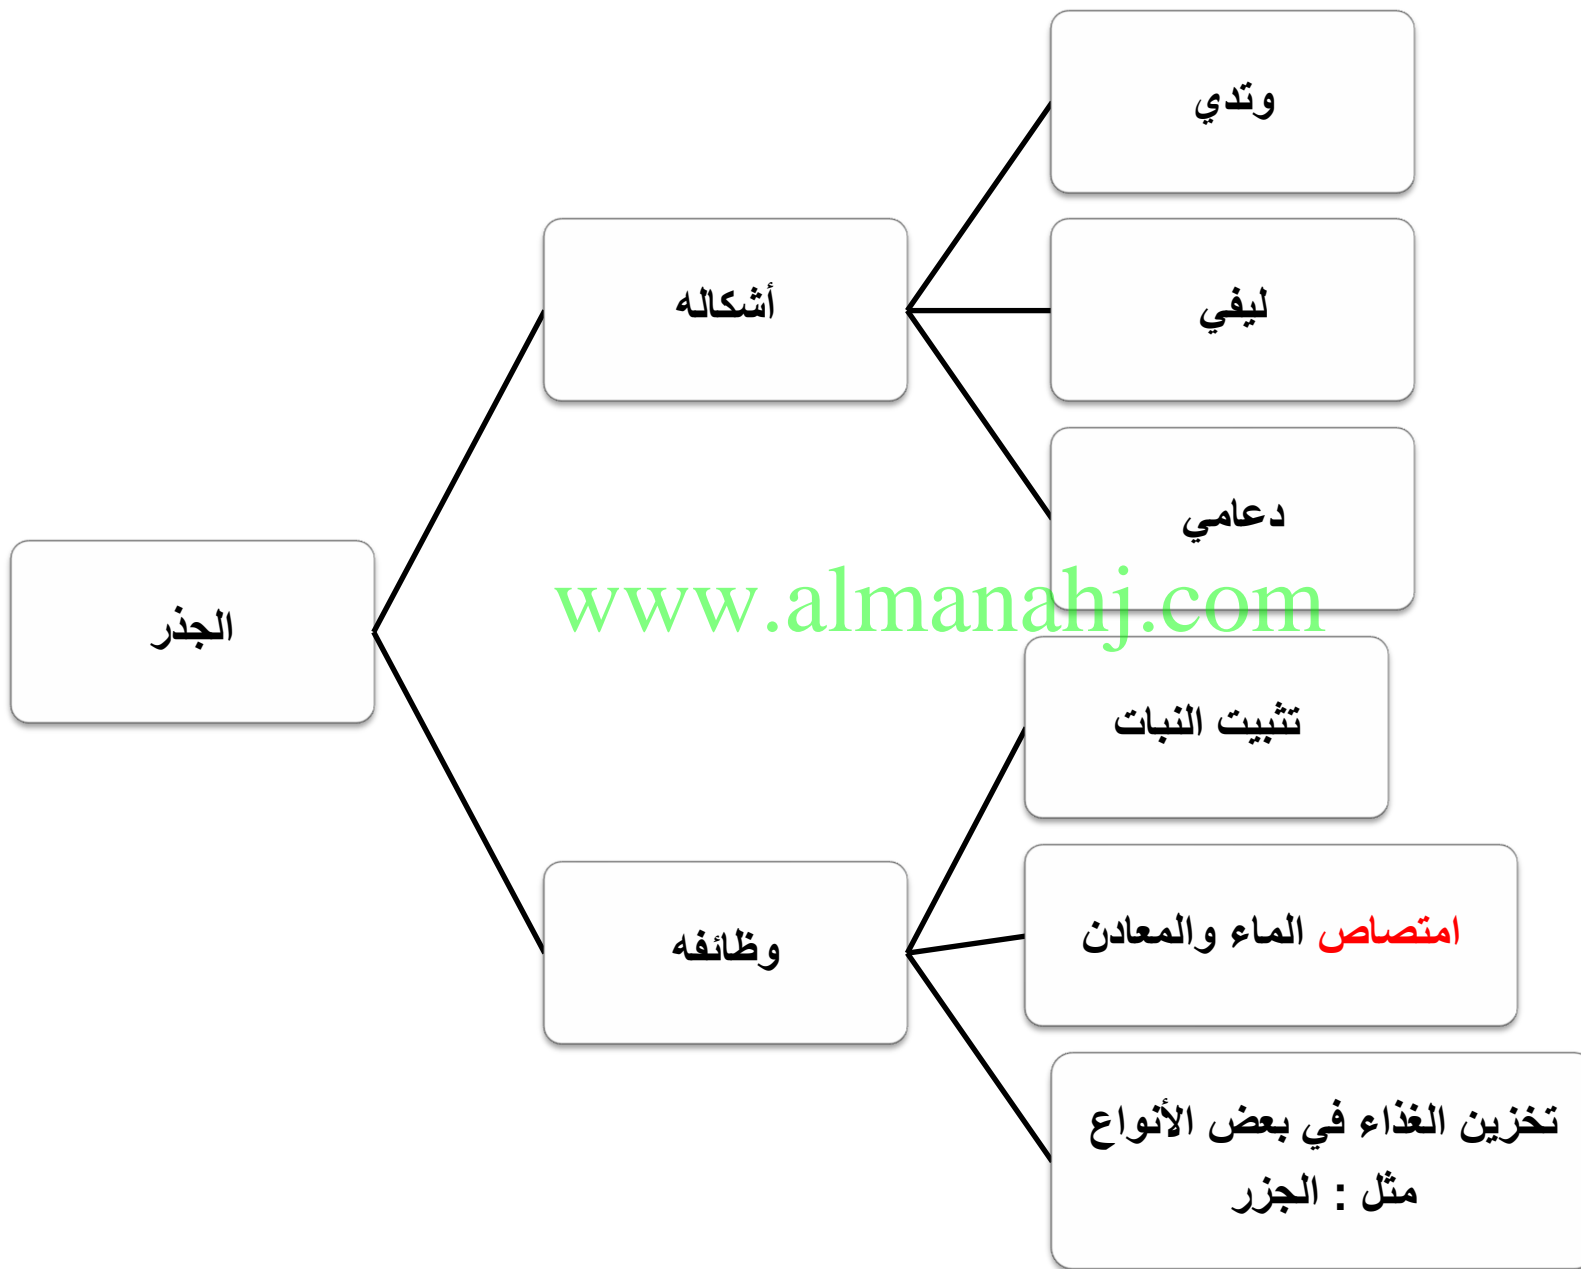 الجذر
أشكاله
وتدي
ليفي
دعامي
www.almanahj.com
وظائفه
تثبيت النبات
امتصاص الماء والمعادن
تخزين الغذاء في بعض الأنواع
مثل : الجزر